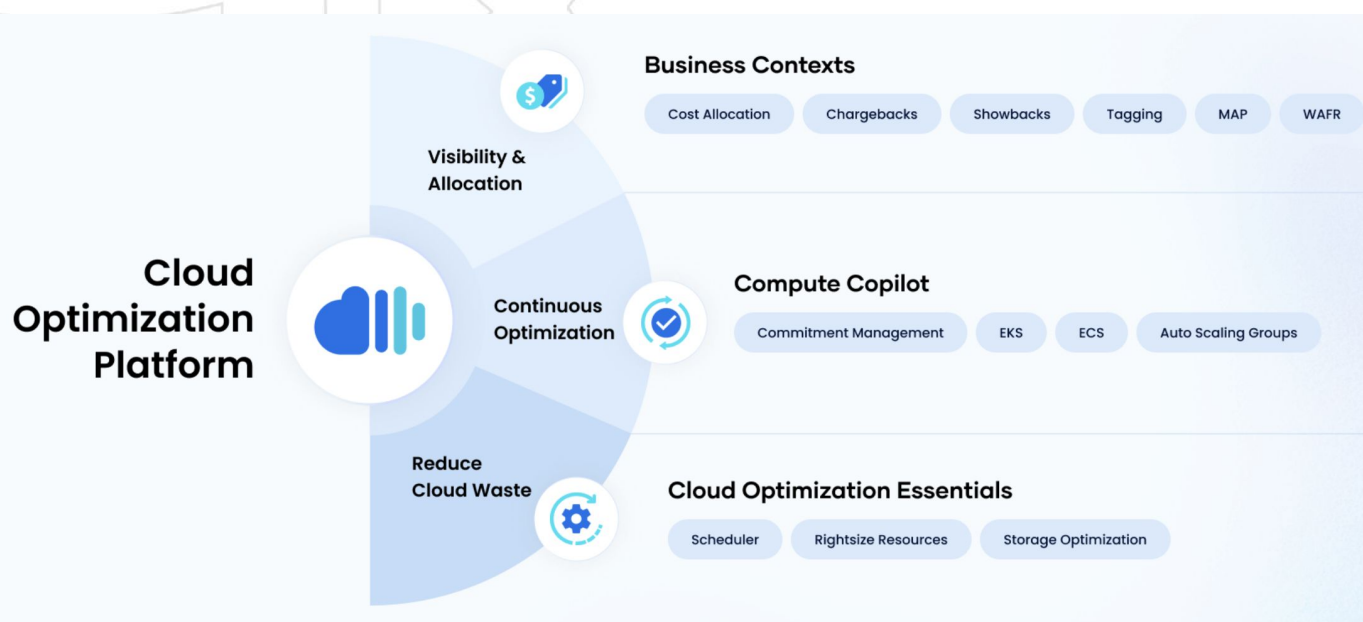 Cloud
Optimization
Platform
Visibility &
Allocation
Business Contexts
Cost Allocation Chargebacks Showbacks Tagging MAP WAFR
Continuous
Optimization
Compute Copilot
Commitment Management EKS ECS Auto Scaling Groups
Reduce
Cloud Waste
Cloud Optimization Essentials
Scheduler Rightsize Resources Storage Optimization